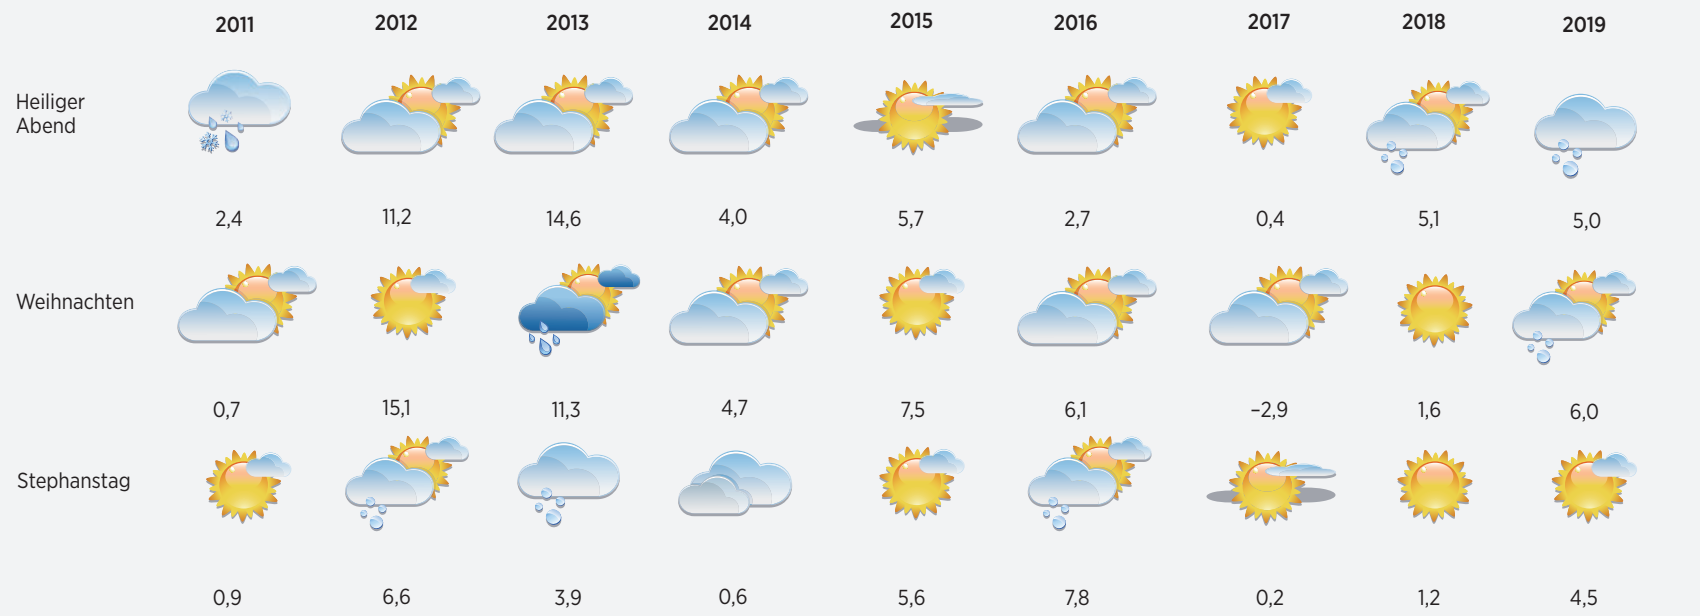 2011 2012 2013 2014 2015 2016 2017 2018 2019
Heiliger
Abend
2,4 11,2 14,6 4,0 5,7 2,7 0,4 5,1 5,0
Weihnachten
0,7 15,1 11,3 4,7 7,5 6,1 –2,9 1,6 6,0
Stephanstag
0,9 6,6 3,9 0,6 5,6 7,8 0,2 1,2 4,5